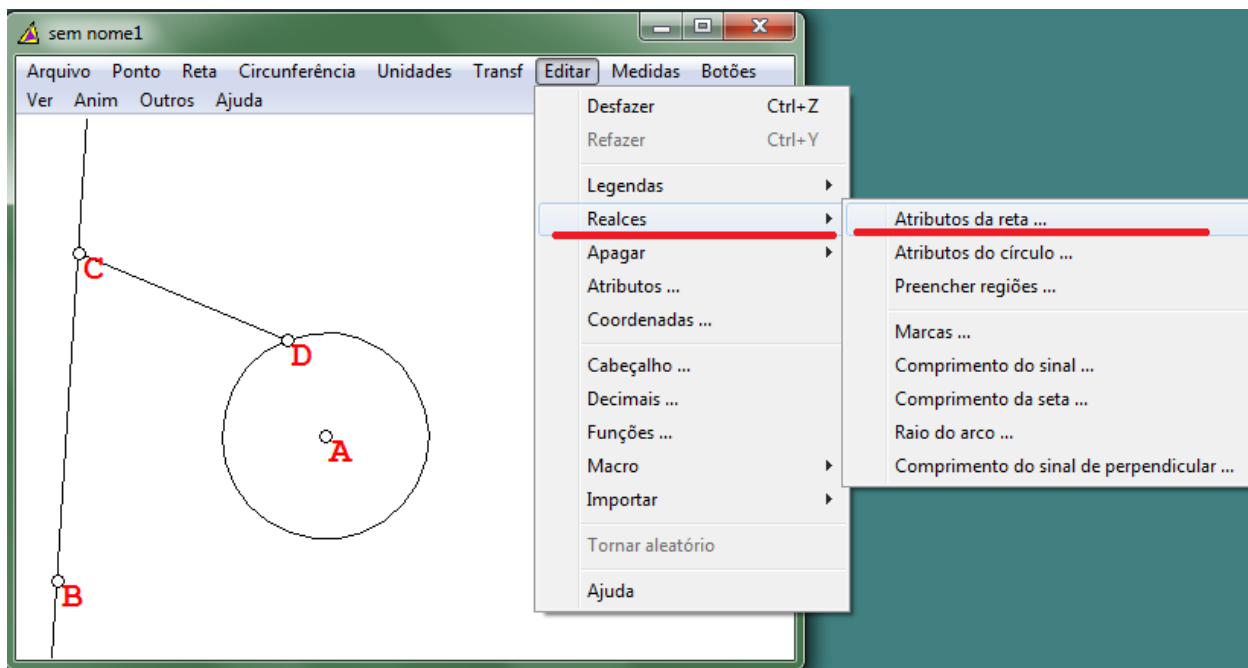 sem nome1
Arquivo Ponto Reta Circunferência Unidades Transf Editar Medidas Botões
Ver Anim Outros Ajuda
Desfazer Ctrl+Z
Refazer Ctrl+Y
Legendas
Realces
Apagar
Atributos ...
Coordenadas ...
Cabeçalho ...
Decimais ...
Funções ...
Macro
Importar
Tornar aleatório
Ajuda
Atributos da reta ...
Atributos do círculo ...
Preencher regiões ...
Marcas ...
Comprimento do sinal ...
Comprimento da seta ...
Raio do arco ...
Comprimento do sinal de perpendicular ...
C
D
A
B